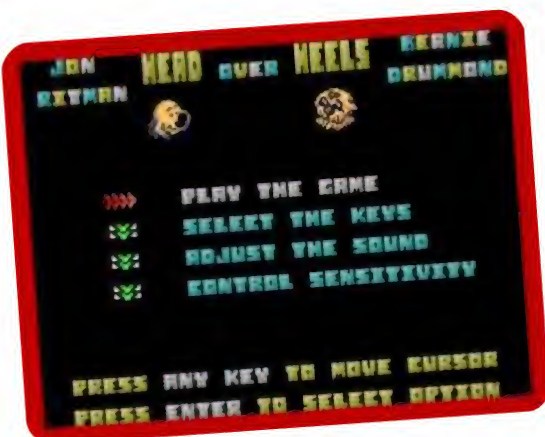 JON HEAD OVER HEELS BERNIE
RITMAN DRUMMOND
PLAY THE GAME
SELECT THE KEYS
ADJUST THE SOUND
CONTROL SENSITIVITY
PRESS ANY KEY TO MOVE CURSOR
PRESS ENTER TO SELECT OPTION